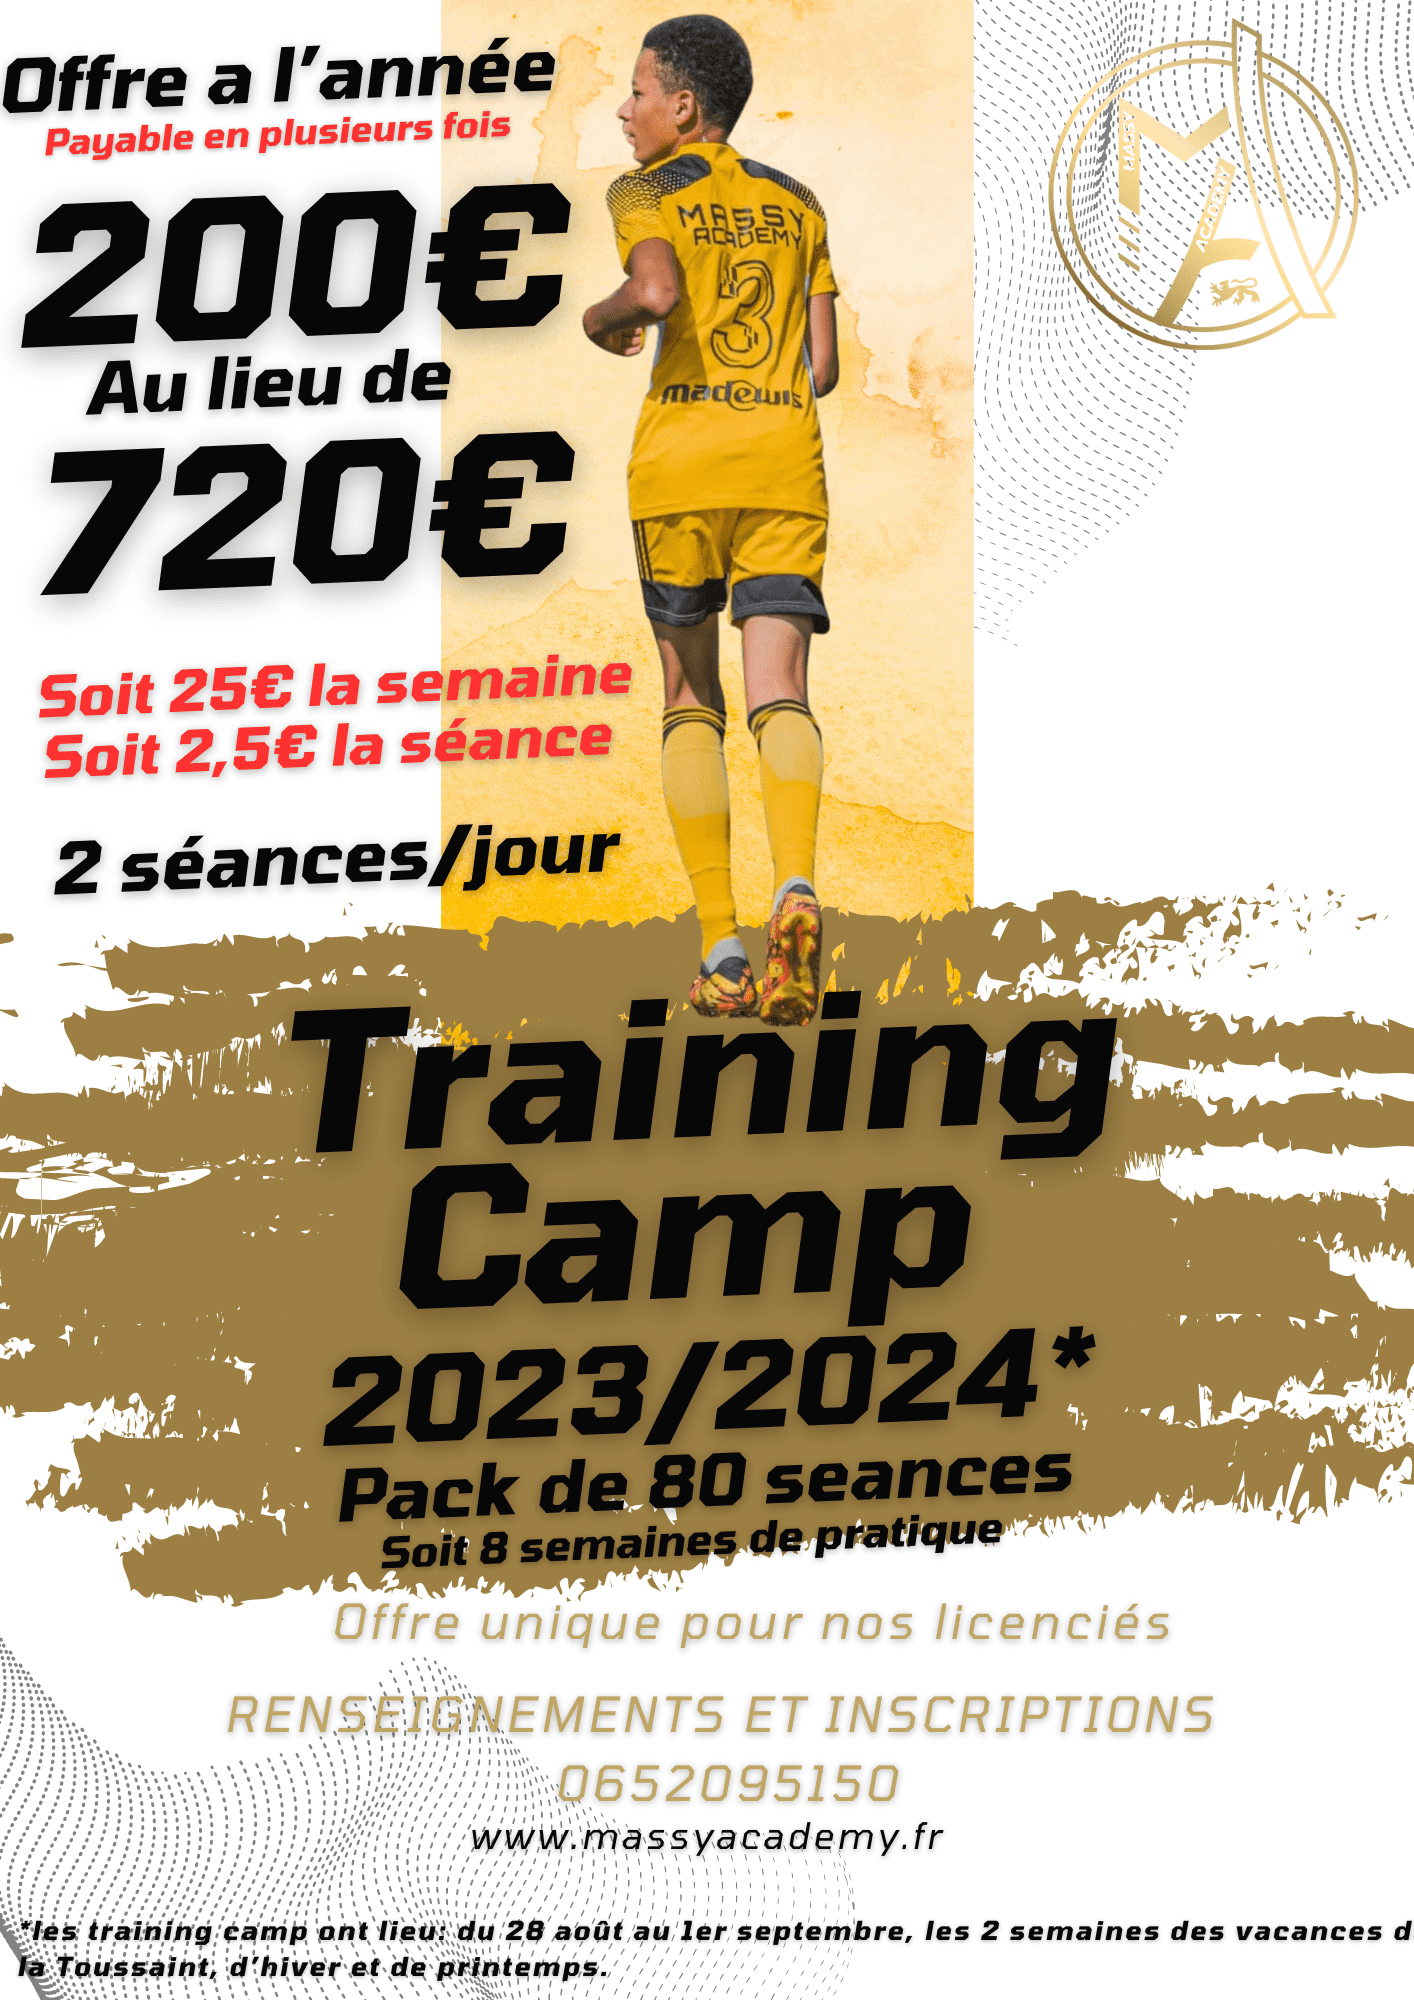 Offre a l’année
Payable en plusieurs fois
200€
Au lieu de
720€
Soit 25€ la semaine
Soit 2,5€ la séance
2 séances/jour
MASSY
ACADEMY
MASSY
ACADEMY
3
Training
Camp
2023/2024*
Pack de 80 seances
Soit 8 semaines de pratique
Offre unique pour nos licenciés
RENSEIGNEMENTS ET INSCRIPTIONS
0652095150
www.massyacademy.fr
*les training camp ont lieu: du 28 août au 1er septembre, les 2 semaines des vacances d
la Toussaint, d’hiver et de printemps.